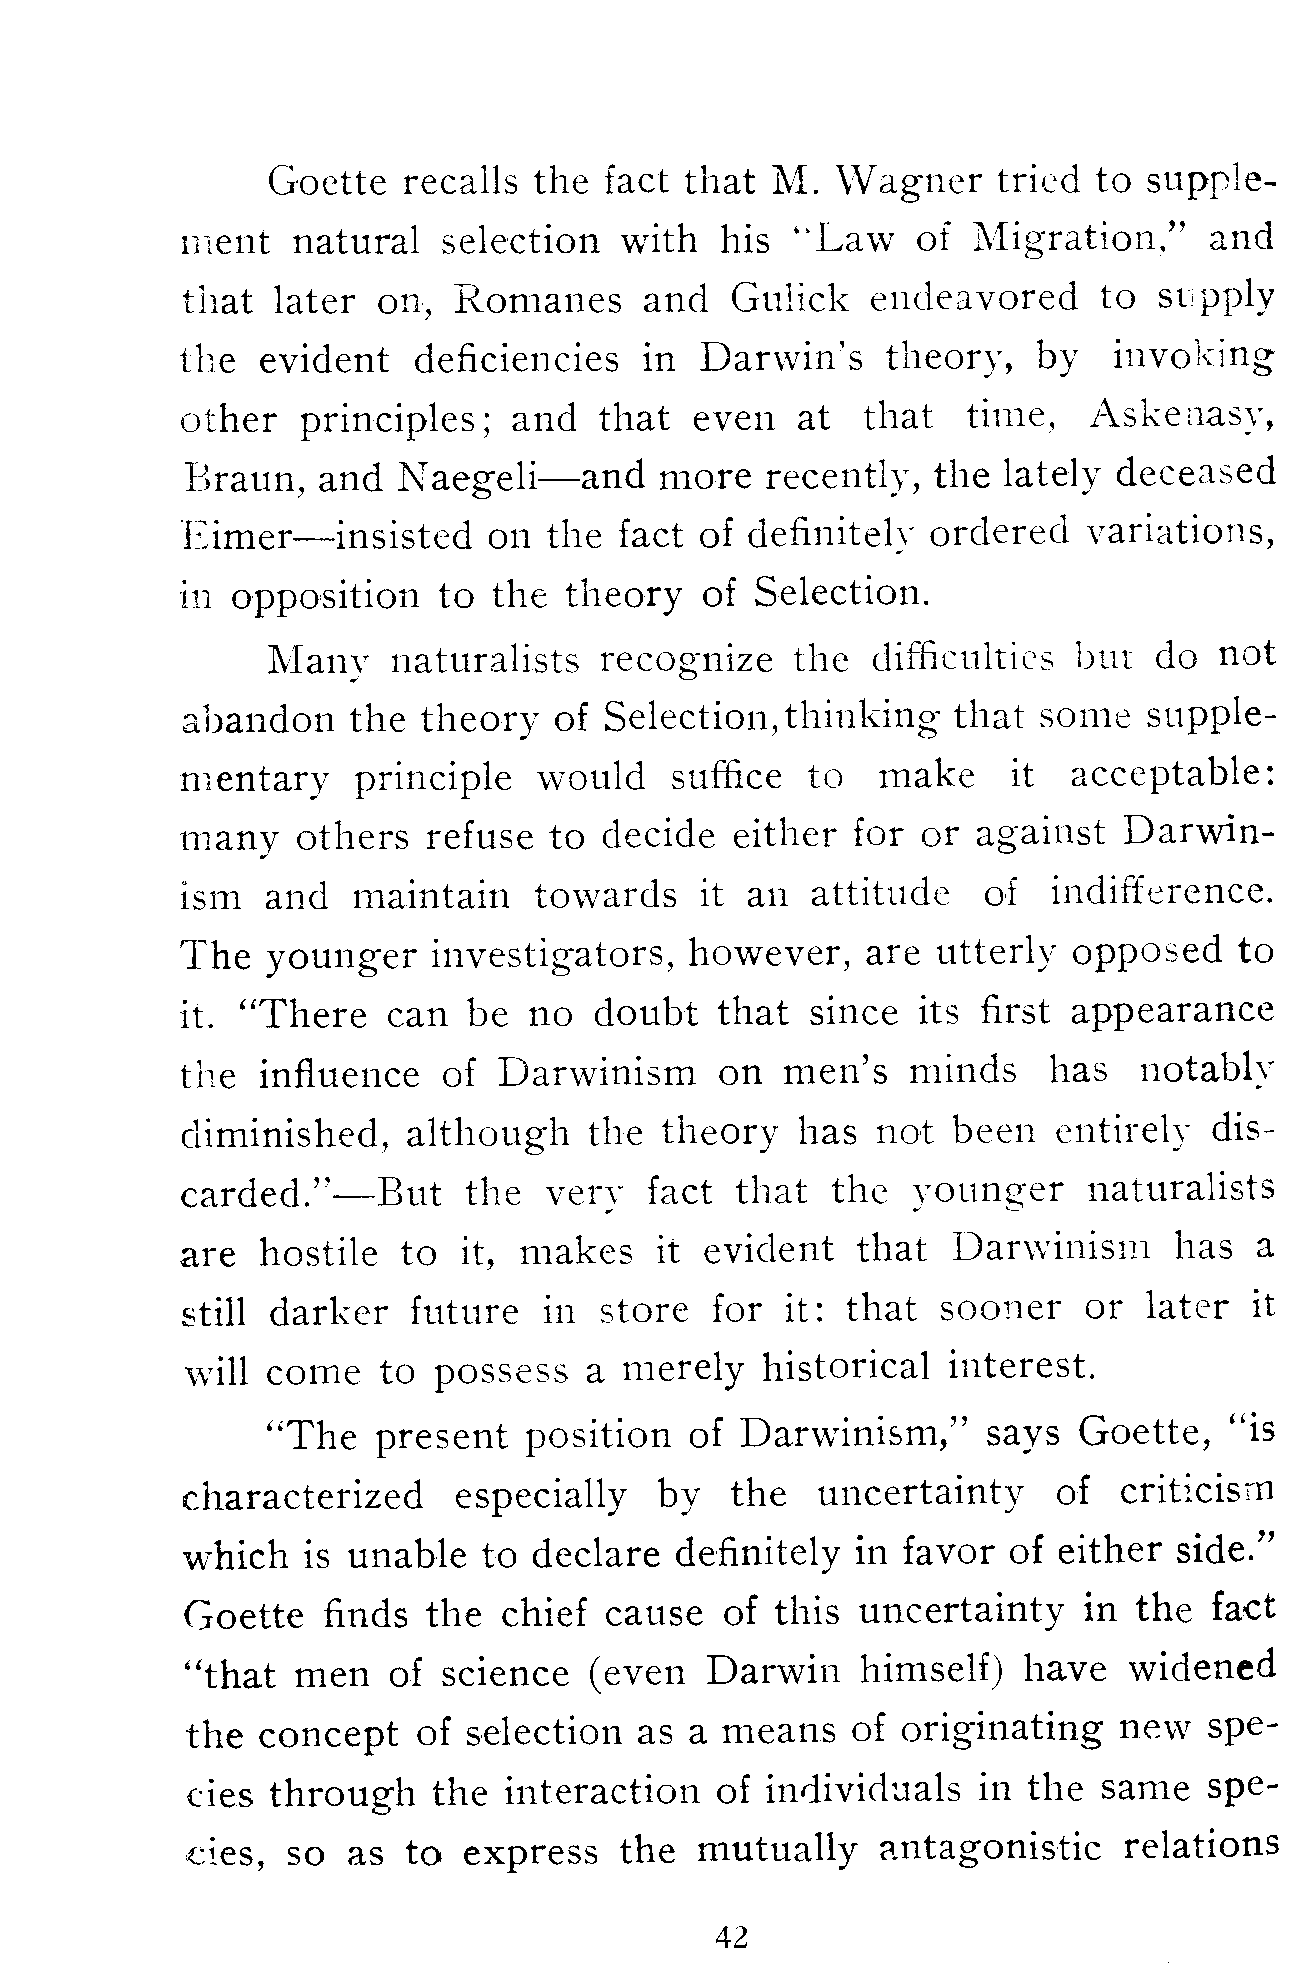 Goette recalls the fact that M. Wagner tried to supple-
ment natural selection with his “Law of Migration,” and
that later on, Romanes and Gulick endeavored to supply
the evident deficiencies in Darwin's theory, by invoking
other principles; and that even at that time, Askenasy,
Braun, and Naegeli—and more recently, the lately deceased
Eimer—insisted on the fact of definitely ordered variations,
in opposition to the theory of Selection.
Many naturalists recognize the difficulties but do not
abandon the theory of Selection, thinking that some supple-
mentary principle would suffice to make it acceptable:
many others refuse to decide either for or against Darwin-
ism and maintain towards it an attitude of indifference.
The younger investigators, however, are utterly opposed to
it. “There can be no doubt that since its first appearance
the influence of Darwinism on men's minds has notably
diminished, although the theory has not been entirely dis-
carded.”—But the very fact that the younger naturalists
are hostile to it, makes it evident that Darwinism has a
still darker future in store for it: that sooner or later it
will come to possess a merely historical interest.
“The present position of Darwinism,” says Goette, “is
characterized especially by the uncertainty of criticism
which is unable to declare definitely in favor of either side.”
Goette finds the chief cause of this uncertainty in the fact
“that men of science (even Darwin himself) have widened
the concept of selection as a means of originating new spe-
cies through the interaction of individuals in the same spe-
cies, so as to express the mutually antagonistic relations
42